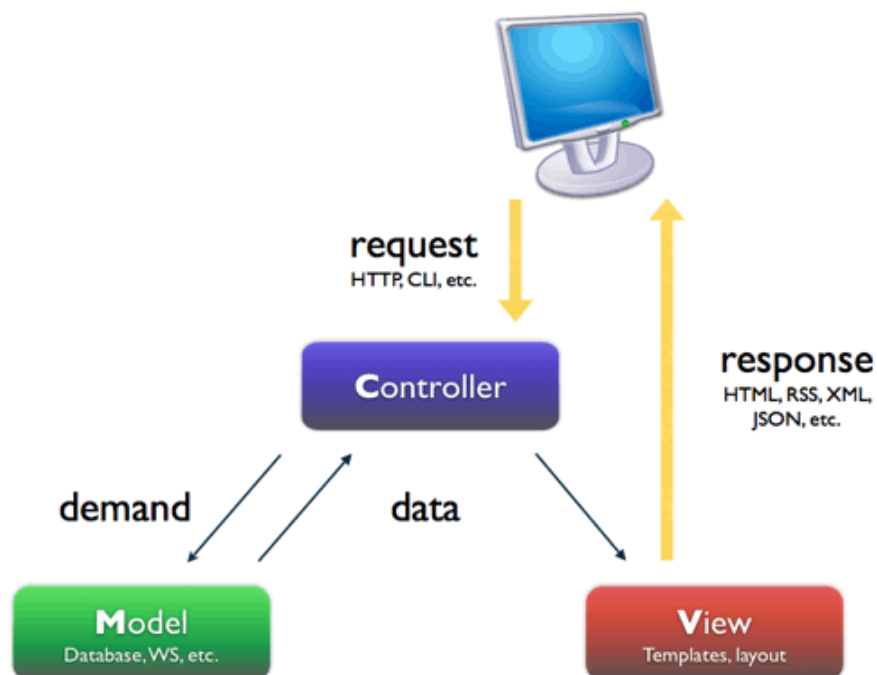 request
HTTP, CLI, etc.
Controller
response
HTML, RSS, XML,
JSON, etc.
demand
data
Model
Database, WS, etc.
View
Templates, layout